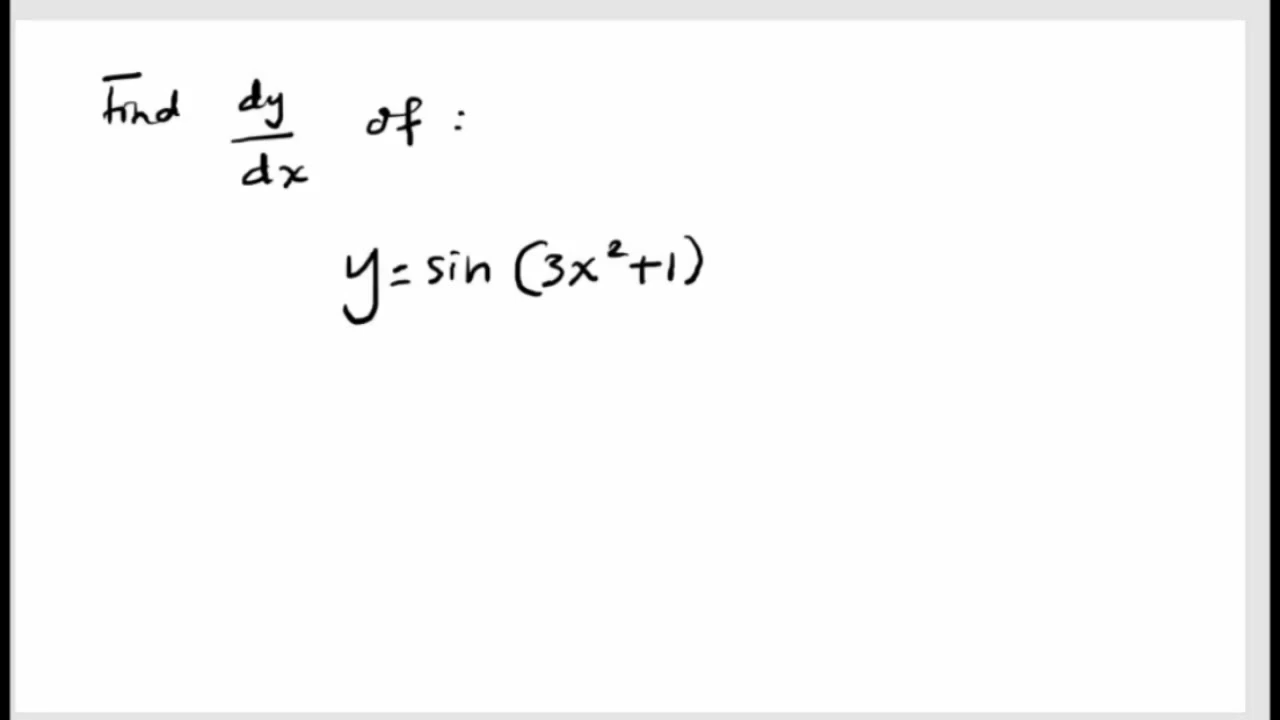 Find dy/dx of :
y = sin (3x²+1)